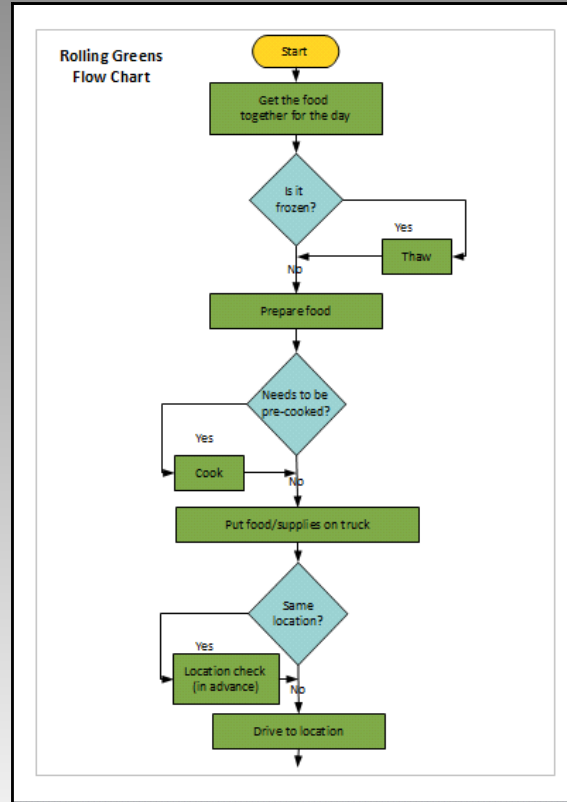 Rolling Greens
Flow Chart
Start
Get the food
together for the day
Is it
frozen?
Yes
Thaw
No
Prepare food
Needs to be
pre-cooked?
Yes
Cook
No
Put food/supplies on truck
Same
location?
Yes
Location check
(in advance)
No
Drive to location